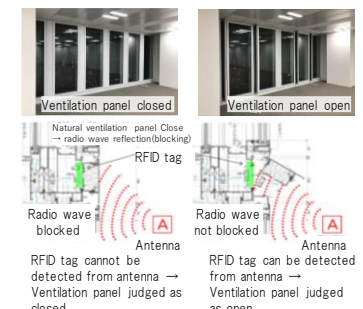 Ventilation panel closed
Ventilation panel open
Natural ventilation panel Close
→ radio wave reflection(blocking)
RFID tag
Radio wave
blocked
A
Antenna
Radio wave
not blocked
A
Antenna
RFID tag cannot be
detected from antenna →
Ventilation panel judged as
closed
RFID tag can be detected
from antenna →
Ventilation panel judged
as open